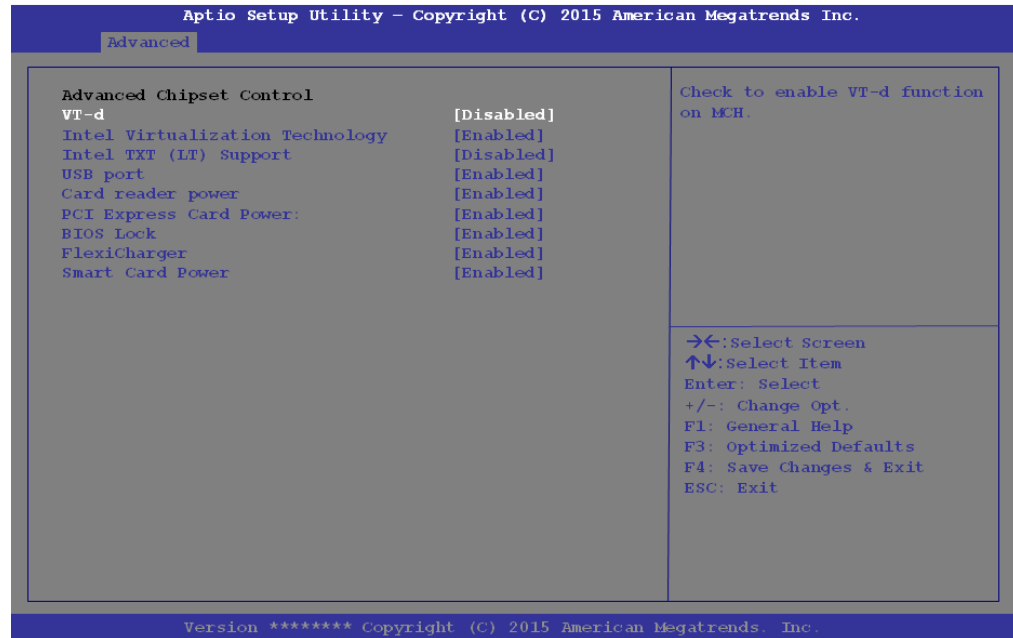 Aptio Setup Utility – Copyright (C) 2015 American Megatrends Inc.
Advanced
Advanced Chipset Control
VT-d [Disabled]
Intel Virtualization Technology [Enabled]
Intel TXT (LT) Support [Disabled]
USB port [Enabled]
Card reader power [Enabled]
PCI Express Card Power: [Enabled]
BIOS Lock [Enabled]
FlexiCharger [Enabled]
Smart Card Power [Enabled]
Check to enable VT-d function
on MCH.
→←:Select Screen
↑↓:Select Item
Enter: Select
+/-: Change Opt.
F1: General Help
F3: Optimized Defaults
F4: Save Changes & Exit
ESC: Exit
Version ******** Copyright (C) 2015 American Megatrends. Inc.